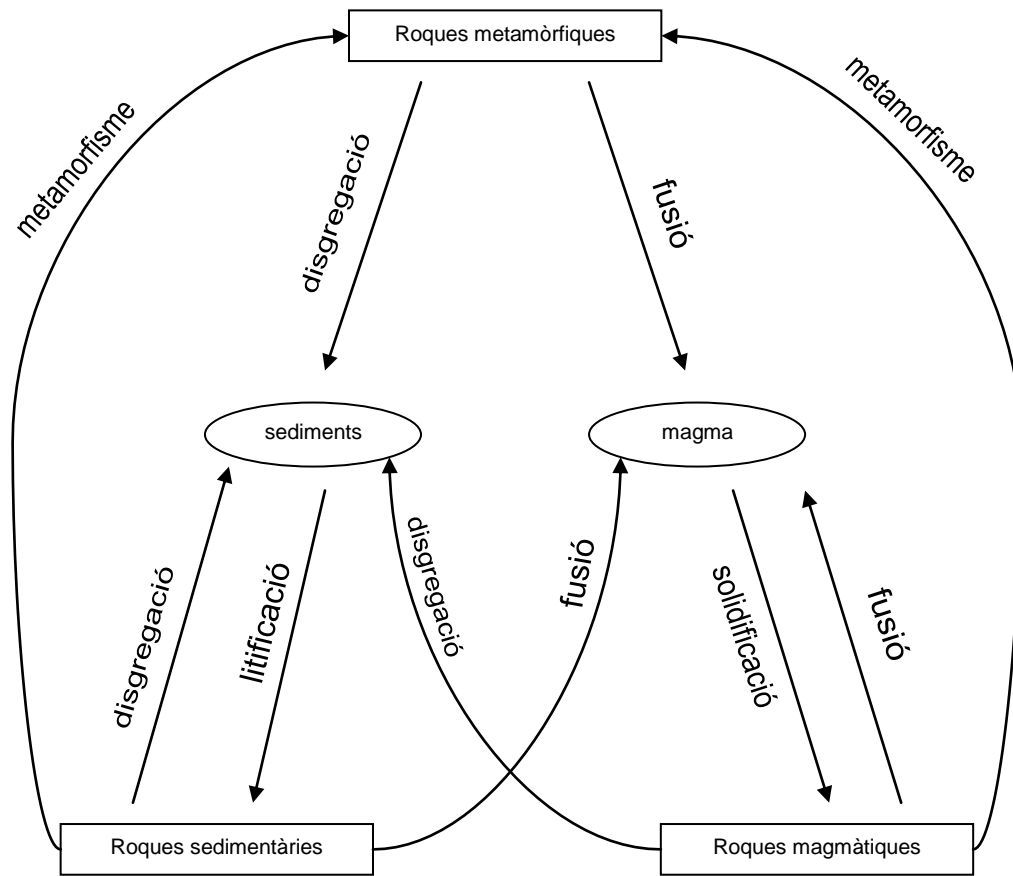 Roques metamòrfiques
metamorfisme
metamorfisme
disgregació
fusió
sediments
magma
disgregació
litificació
disgregació
fusió
solidificació
fusió
Roques sedimentàries
Roques magmàtiques